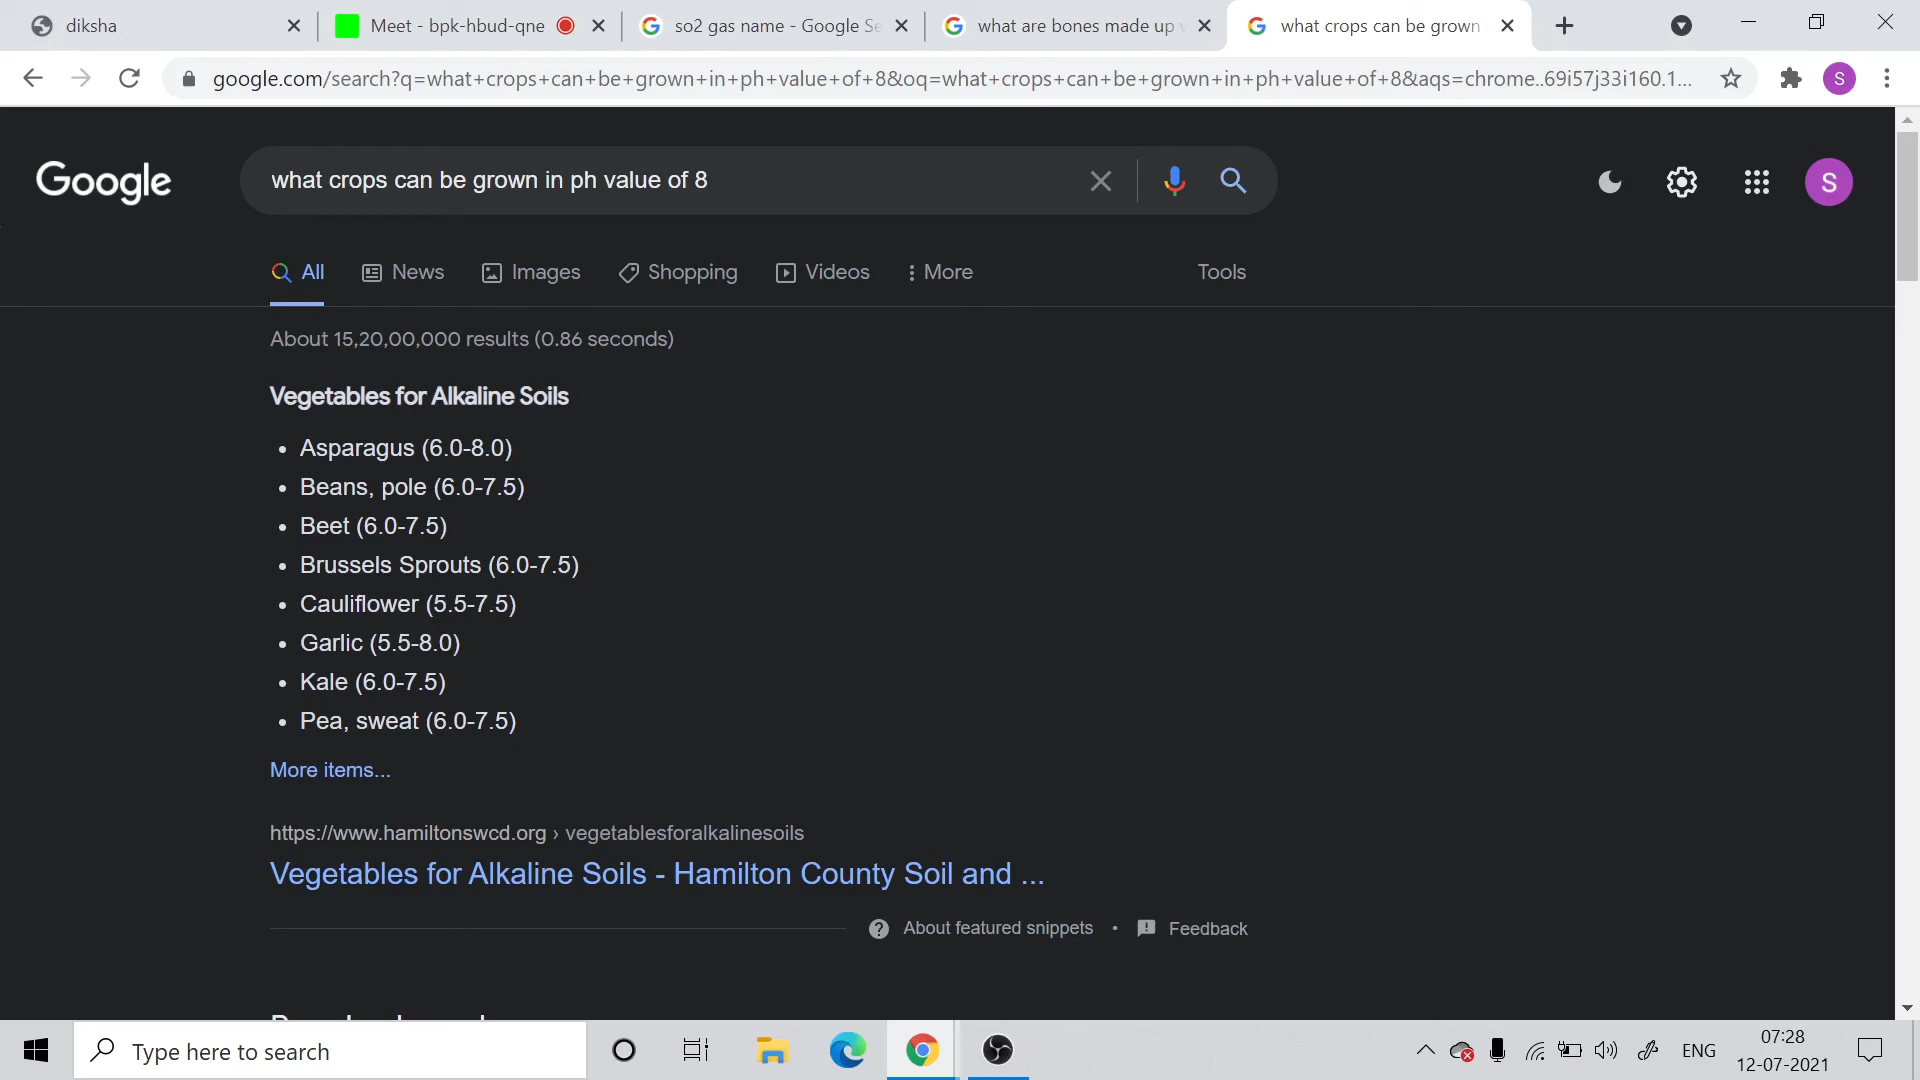 diksha
Meet - bpk-hbud-qne
so2 gas name - Google Se
what are bones made up
what crops can be grown
google.com/search?q=what+crops+can+be+grown+in+ph+value+of+8&oq=what+crops+can+be+grown+in+ph+value+of+8&aqs=chrome..69i57j33i160.1...
S
Google
what crops can be grown in ph value of 8
S
All
News
Images
Shopping
Videos
More
Tools
About 15,20,00,000 results (0.86 seconds)
Vegetables for Alkaline Soils
• Asparagus (6.0-8.0)
• Beans, pole (6.0-7.5)
• Beet (6.0-7.5)
• Brussels Sprouts (6.0-7.5)
• Cauliflower (5.5-7.5)
• Garlic (5.5-8.0)
• Kale (6.0-7.5)
• Pea, sweat (6.0-7.5)
More items...
https://www.hamiltonswcd.org › vegetablesforalkalinesoils
Vegetables for Alkaline Soils - Hamilton County Soil and ...
About featured snippets • Feedback
Type here to search
ENG
07:28
12-07-2021